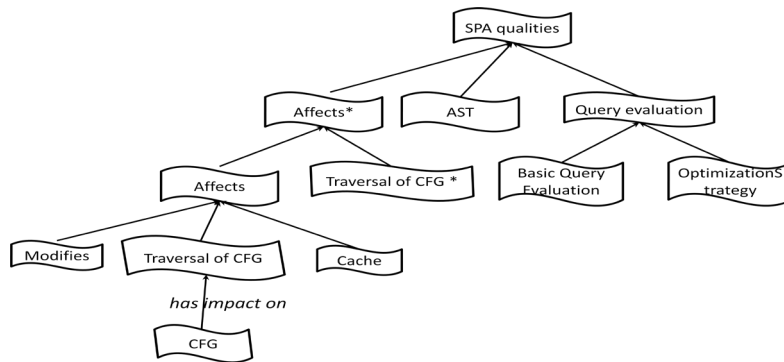 SPA qualities
Affects*
AST
Query evaluation
Affects
Traversal of CFG *
Basic Query
Evaluation
OptimizationS
trategy
Modifies
Traversal of CFG
Cache
has impact on
CFG